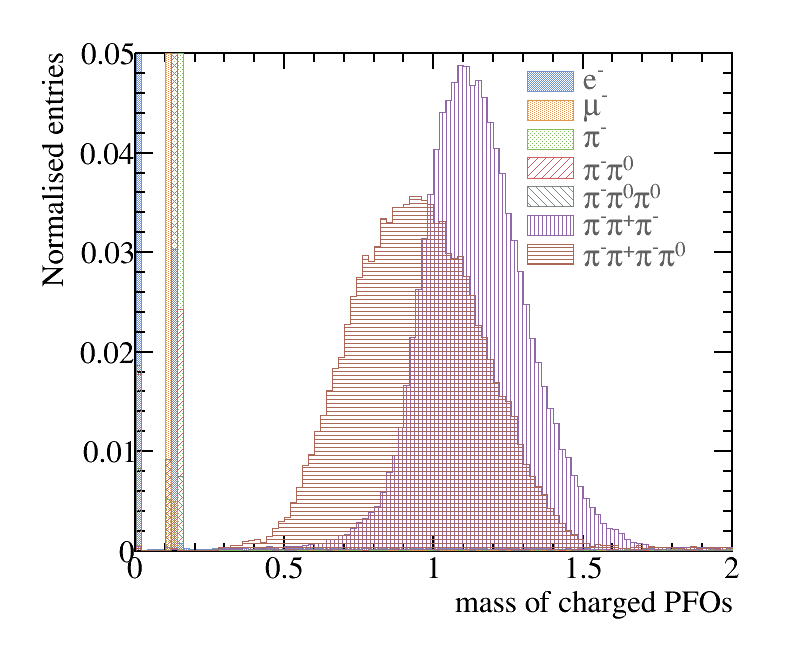 Normalised entries
0.05
0.04
0.03
0.02
0.01
0
0 0.5 1 1.5 2
mass of charged PFOs
e⁻
μ⁻
π⁻
π⁻π⁰
π⁻π⁰π⁰
π⁻π⁺π⁻
π⁻π⁺π⁻π⁰